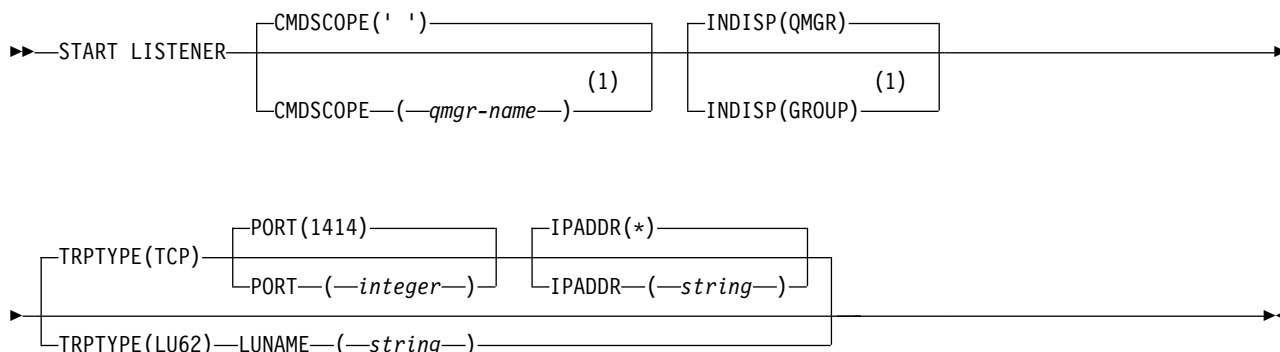 CMDSCOPE(' ') INDISP(QMGR)
START LISTENER
(1) (1)
CMDSCOPE ( qmgr-name ) INDISP(GROUP)
PORT(1414) IPADDR(*)
TRPTYPE(TCP)
PORT ( integer ) IPADDR ( string )
TRPTYPE(LU62) LUNAME ( string )